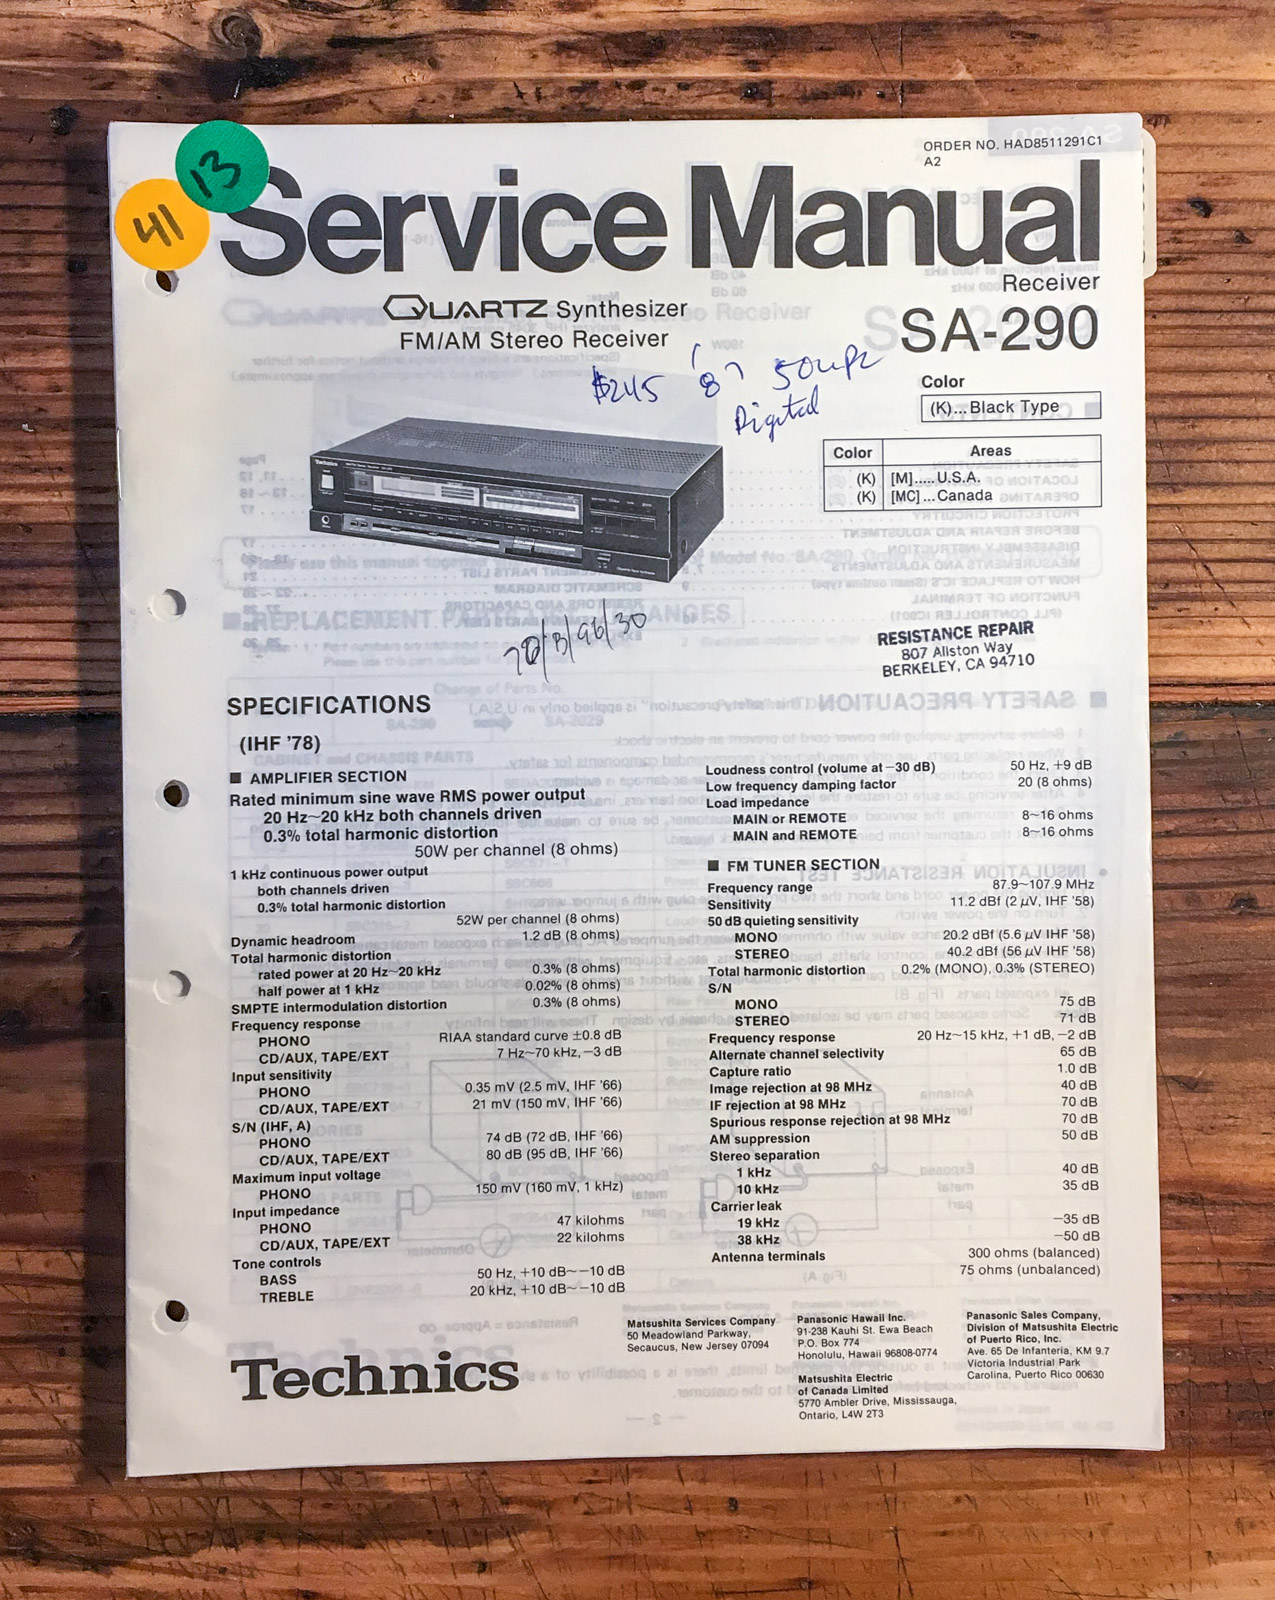 13
41
ORDER NO. HAD8511291C1
A2
Service Manual
Receiver
QUARTZ Synthesizer
FM/AM Stereo Receiver
SA-290
$245 '87 50wpc
Digital
Color
(K)... Black Type
Color Areas
(K) [M]..... U.S.A.
(K) [MC] ... Canada
Technics
RESISTANCE REPAIR
807 Allston Way
BERKELEY, CA 94710
SPECIFICATIONS
(IHF '78)
■ AMPLIFIER SECTION
Rated minimum sine wave RMS power output
20 Hz~20 kHz both channels driven
0.3% total harmonic distortion
50W per channel (8 ohms)
1 kHz continuous power output
both channels driven
0.3% total harmonic distortion
52W per channel (8 ohms)
Dynamic headroom 1.2 dB (8 ohms)
Total harmonic distortion
rated power at 20 Hz~20 kHz 0.3% (8 ohms)
half power at 1 kHz 0.02% (8 ohms)
SMPTE intermodulation distortion 0.3% (8 ohms)
Frequency response
PHONO RIAA standard curve ±0.8 dB
CD/AUX, TAPE/EXT 7 Hz~70 kHz, −3 dB
Input sensitivity
PHONO 0.35 mV (2.5 mV, IHF '66)
CD/AUX, TAPE/EXT 21 mV (150 mV, IHF '66)
S/N (IHF, A)
PHONO 74 dB (72 dB, IHF '66)
CD/AUX, TAPE/EXT 80 dB (95 dB, IHF '66)
Maximum input voltage
PHONO 150 mV (160 mV, 1 kHz)
Input impedance
PHONO 47 kilohms
CD/AUX, TAPE/EXT 22 kilohms
Tone controls
BASS 50 Hz, +10 dB~−10 dB
TREBLE 20 kHz, +10 dB~−10 dB
Loudness control (volume at −30 dB) 50 Hz, +9 dB
Low frequency damping factor 20 (8 ohms)
Load impedance
MAIN or REMOTE 8~16 ohms
MAIN and REMOTE 8~16 ohms
■ FM TUNER SECTION
Frequency range 87.9~107.9 MHz
Sensitivity 11.2 dBf (2 μV, IHF '58)
50 dB quieting sensitivity
MONO 20.2 dBf (5.6 μV IHF '58)
STEREO 40.2 dBf (56 μV IHF '58)
Total harmonic distortion 0.2% (MONO), 0.3% (STEREO)
S/N
MONO 75 dB
STEREO 71 dB
Frequency response 20 Hz~15 kHz, +1 dB, −2 dB
Alternate channel selectivity 65 dB
Capture ratio 1.0 dB
Image rejection at 98 MHz 40 dB
IF rejection at 98 MHz 70 dB
Spurious response rejection at 98 MHz 70 dB
AM suppression 50 dB
Stereo separation
1 kHz 40 dB
10 kHz 35 dB
Carrier leak
19 kHz −35 dB
38 kHz −50 dB
Antenna terminals 300 ohms (balanced)
75 ohms (unbalanced)
Technics
Matsushita Services Company
50 Meadowland Parkway,
Secaucus, New Jersey 07094
Panasonic Hawaii Inc.
91-238 Kauhi St. Ewa Beach
P.O. Box 774
Honolulu, Hawaii 96808-0774
Matsushita Electric
of Canada Limited
5770 Ambler Drive, Mississauga,
Ontario, L4W 2T3
Panasonic Sales Company,
Division of Matsushita Electric
of Puerto Rico, Inc.
Ave. 65 De Infanteria, KM 9.7
Victoria Industrial Park
Carolina, Puerto Rico 00630